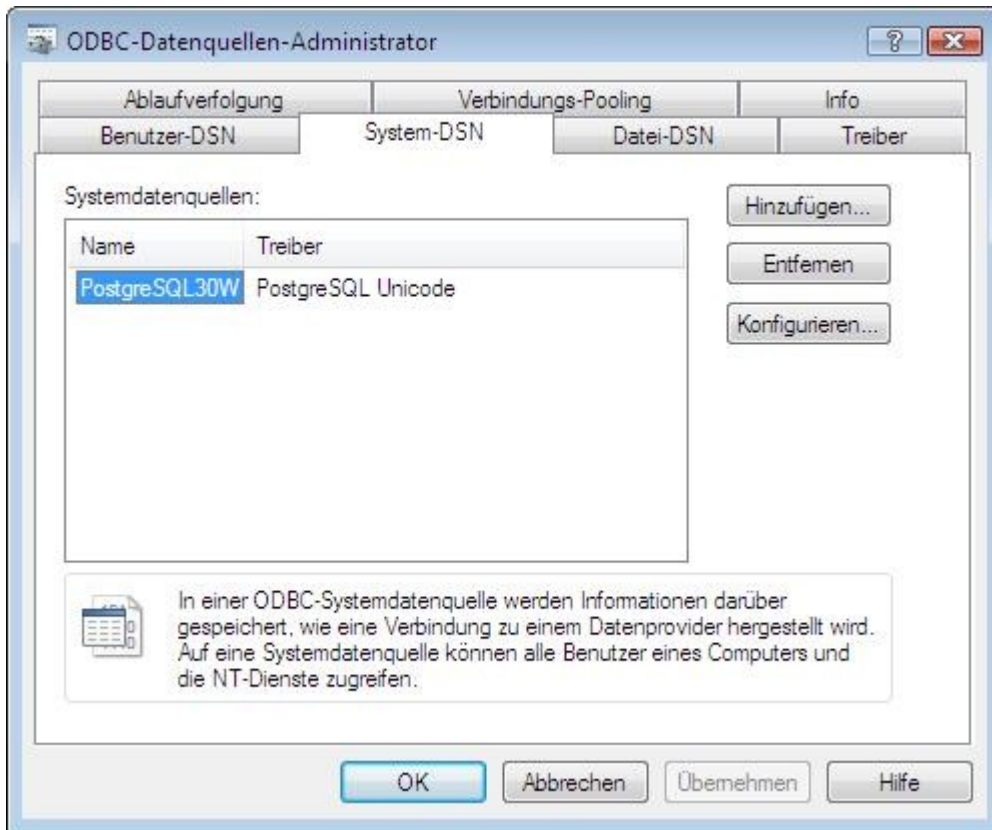 ODBC-Datenquellen-Administrator
Ablaufverfolgung Verbindungs-Pooling Info
Benutzer-DSN System-DSN Datei-DSN Treiber
Systemdatenquellen:
Hinzufügen...
Name Treiber
Entfernen
PostgreSQL30W PostgreSQL Unicode
Konfigurieren...
In einer ODBC-Systemdatenquelle werden Informationen darüber
gespeichert, wie eine Verbindung zu einem Datenprovider hergestellt wird.
Auf eine Systemdatenquelle können alle Benutzer eines Computers und
die NT-Dienste zugreifen.
OK Abbrechen Übernehmen Hilfe